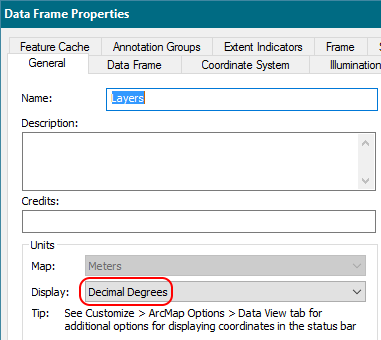 Data Frame Properties
Feature Cache Annotation Groups Extent Indicators Frame
General Data Frame Coordinate System Illumination
Name: Layers
Description:
Credits:
Units
Map: Meters
Display: Decimal Degrees
Tip: See Customize > ArcMap Options > Data View tab for
additional options for displaying coordinates in the status bar